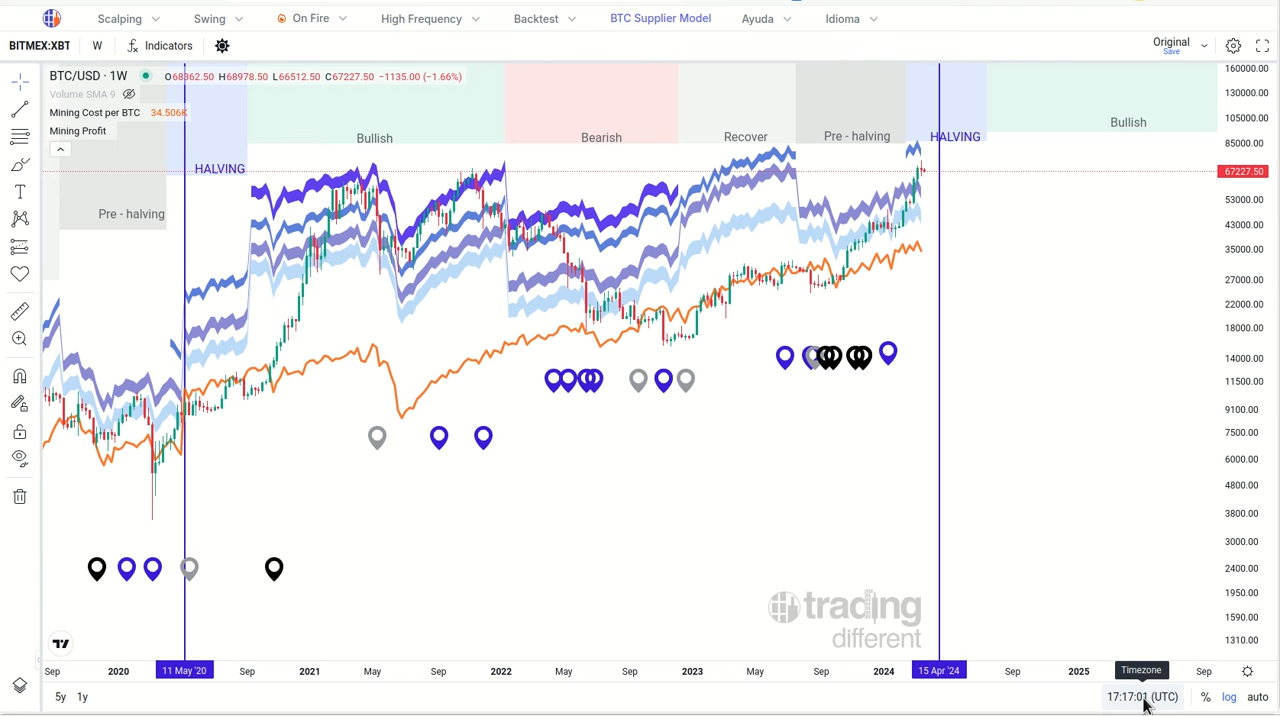 Scalping Swing On Fire High Frequency Backtest BTC Supplier Model Ayuda Idioma
BITMEX:XBT W Indicators Original
Save
BTC/USD · 1W O68362.50 H68978.50 L66512.50 C67227.50 −1135.00 (−1.66%)
Volume SMA 9
Mining Cost per BTC 34.506K
Mining Profit
HALVING
Pre - halving
Bullish
Bearish
Recover
Pre - halving
HALVING
Bullish
160000.00
130000.00
105000.00
85000.00
67227.50
53000.00
43000.00
35000.00
27000.00
22000.00
18000.00
14000.00
11500.00
9100.00
7500.00
6000.00
4800.00
3800.00
3000.00
2400.00
1950.00
1590.00
1310.00
trading
different
Sep 2020 11 May '20 Sep 2021 May Sep 2022 May Sep 2023 May Sep 2024 15 Apr '24 Sep 2025 Timezone Sep
5y 1y 17:17:01 (UTC) % log auto